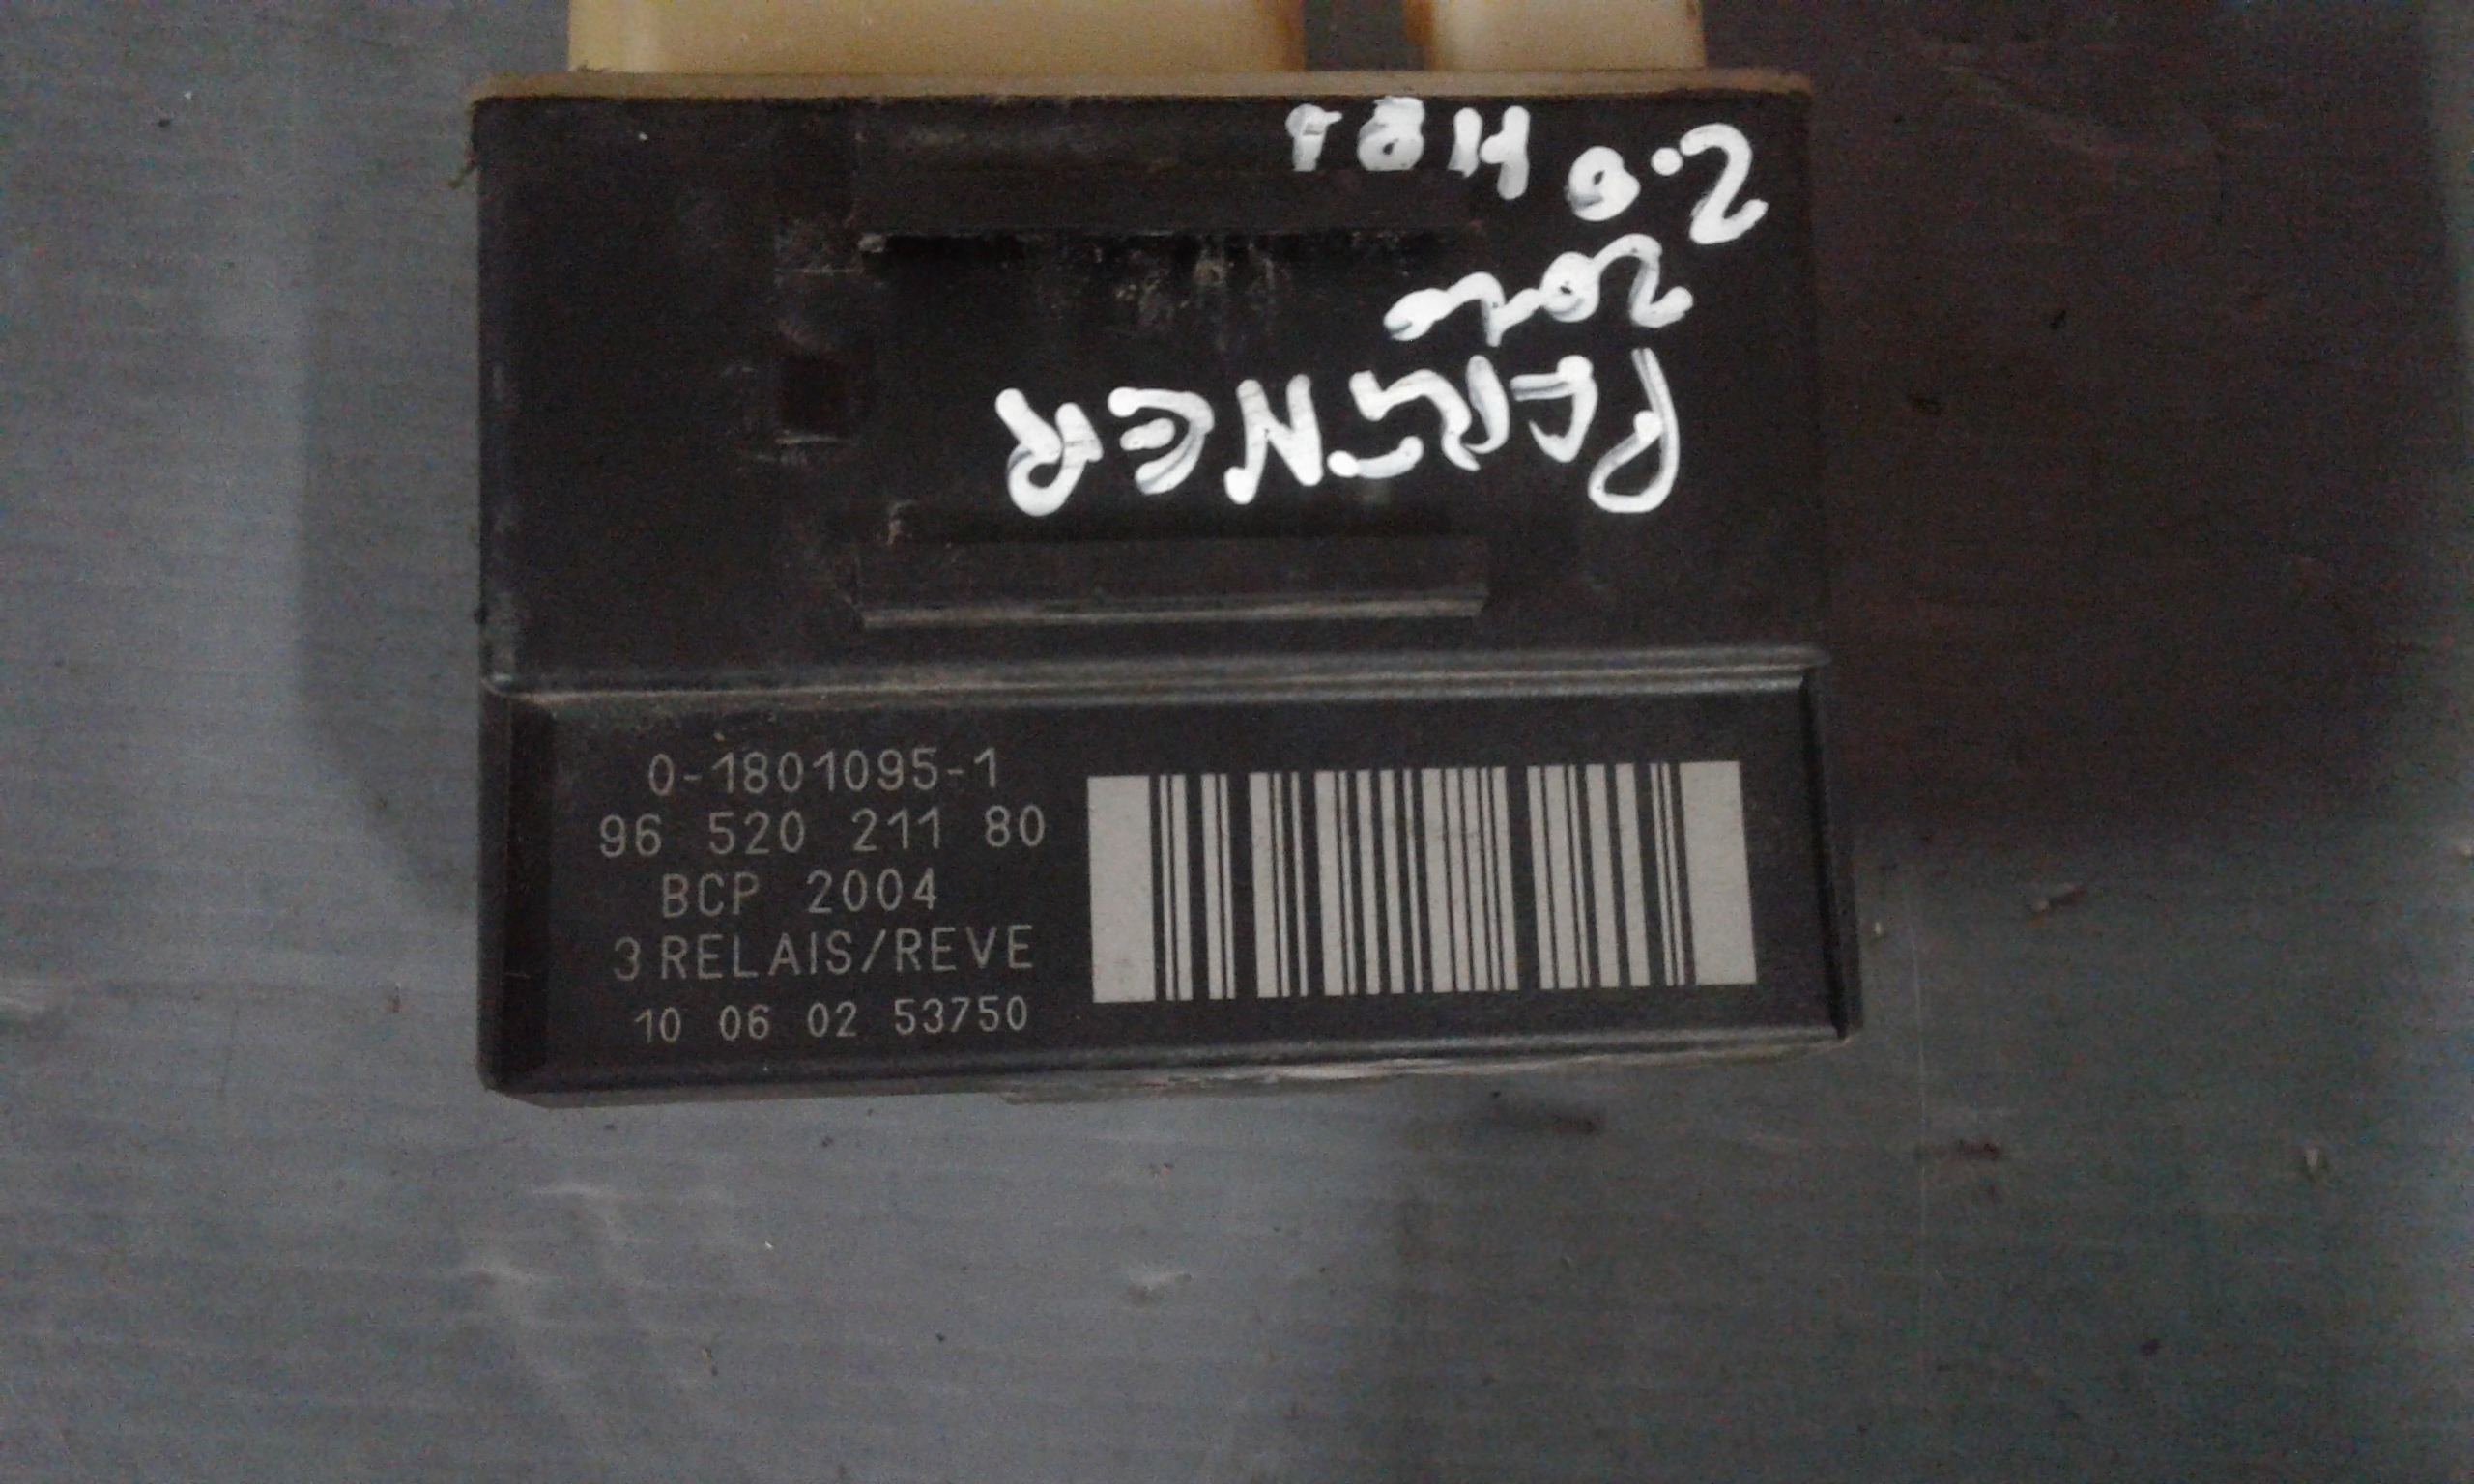 PARTNER
2010
2.0 HDI
0-1801095-1
96 520 211 80
BCP 2004
3 RELAIS/REVE
10 06 02 53750